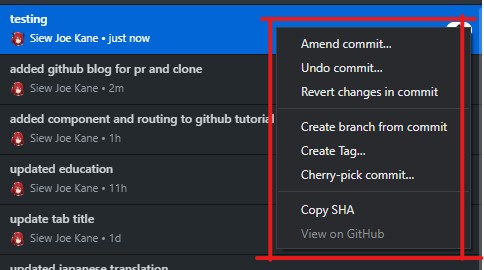 testing
Siew Joe Kane • just now
added github blog for pr and clone
Siew Joe Kane • 2m
added component and routing to github tutorial
Siew Joe Kane • 1h
updated education
Siew Joe Kane • 11h
update tab title
Siew Joe Kane • 1d
updated japanese translation
Amend commit...
Undo commit...
Revert changes in commit
Create branch from commit
Create Tag...
Cherry-pick commit...
Copy SHA
View on GitHub